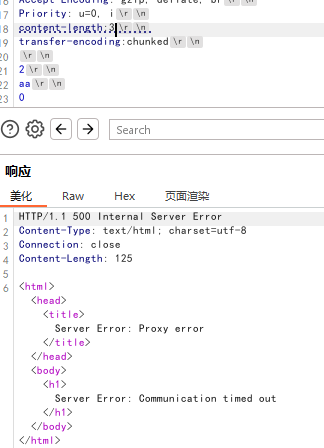 Accept-Encoding: gzip, deflate, br\r\n
Priority: u=0, i\r\n
18 content-length:3\r\n
19 transfer-encoding:chunked\r\n
20 \r\n
21 2\r\n
22 aa\r\n
23 0
Search
响应
美化 Raw Hex 页面渲染
1 HTTP/1.1 500 Internal Server Error
2 Content-Type: text/html; charset=utf-8
3 Connection: close
4 Content-Length: 125
5
6 <html>
<head>
<title>
Server Error: Proxy error
</title>
</head>
<body>
<h1>
Server Error: Communication timed out
</h1>
</body>
</html>